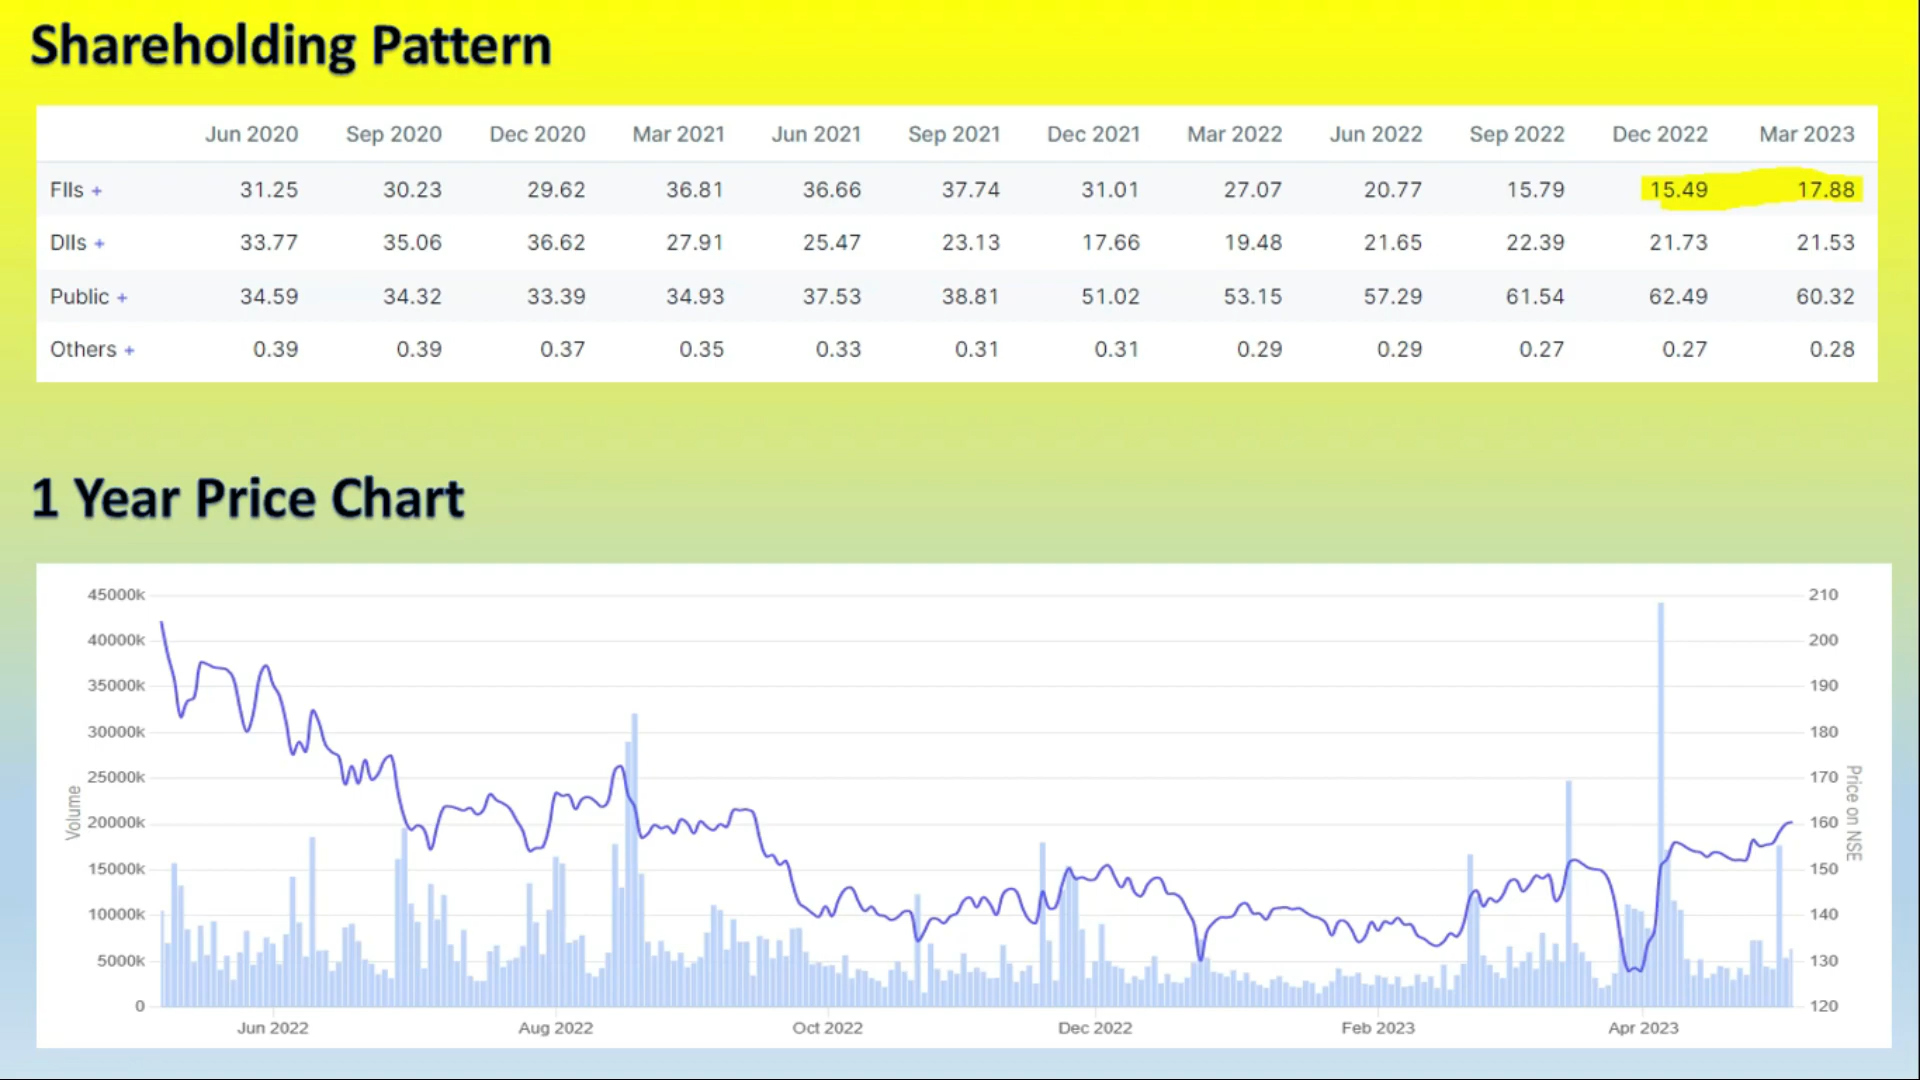 Shareholding Pattern
Jun 2020 Sep 2020 Dec 2020 Mar 2021 Jun 2021 Sep 2021 Dec 2021 Mar 2022 Jun 2022 Sep 2022 Dec 2022 Mar 2023
FIIs + 31.25 30.23 29.62 36.81 36.66 37.74 31.01 27.07 20.77 15.79 15.49 17.88
DIIs + 33.77 35.06 36.62 27.91 25.47 23.13 17.66 19.48 21.65 22.39 21.73 21.53
Public + 34.59 34.32 33.39 34.93 37.53 38.81 51.02 53.15 57.29 61.54 62.49 60.32
Others + 0.39 0.39 0.37 0.35 0.33 0.31 0.31 0.29 0.29 0.27 0.27 0.28
1 Year Price Chart
45000k 210
40000k 200
35000k 190
30000k 180
25000k 170
20000k 160
15000k 150
10000k 140
5000k 130
0 120
Volume
Price on NSE
Jun 2022 Aug 2022 Oct 2022 Dec 2022 Feb 2023 Apr 2023